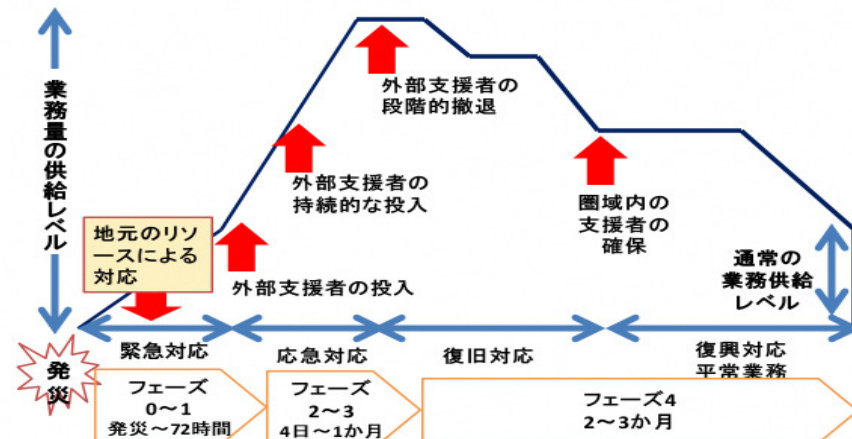 業務量の供給レベル
外部支援者の
段階的撤退
外部支援者の
持続的な投入
圏域内の
支援者の
確保
地元のリソ
ースによる
対応
外部支援者の投入
通常の
業務供給
レベル
発
災
緊急対応
応急対応
復旧対応
復興対応
平常業務
フェーズ
0～1
発災～72時間
フェーズ
2～3
4日～1か月
フェーズ4
2～3か月